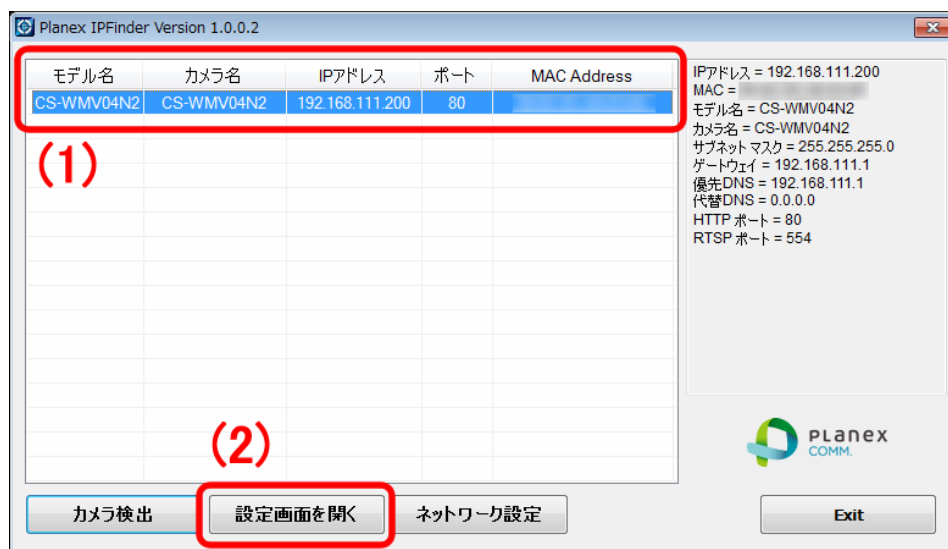 Planex IPFinder Version 1.0.0.2
モデル名 カメラ名 IPアドレス ポート MAC Address
CS-WMV04N2 CS-WMV04N2 192.168.111.200 80
(1)
IPアドレス = 192.168.111.200
MAC =
モデル名 = CS-WMV04N2
カメラ名 = CS-WMV04N2
サブネット マスク = 255.255.255.0
ゲートウェイ = 192.168.111.1
優先DNS = 192.168.111.1
代替DNS = 0.0.0.0
HTTP ポート = 80
RTSP ポート = 554
PLanex
COMM.
(2)
カメラ検出 設定画面を開く ネットワーク設定 Exit